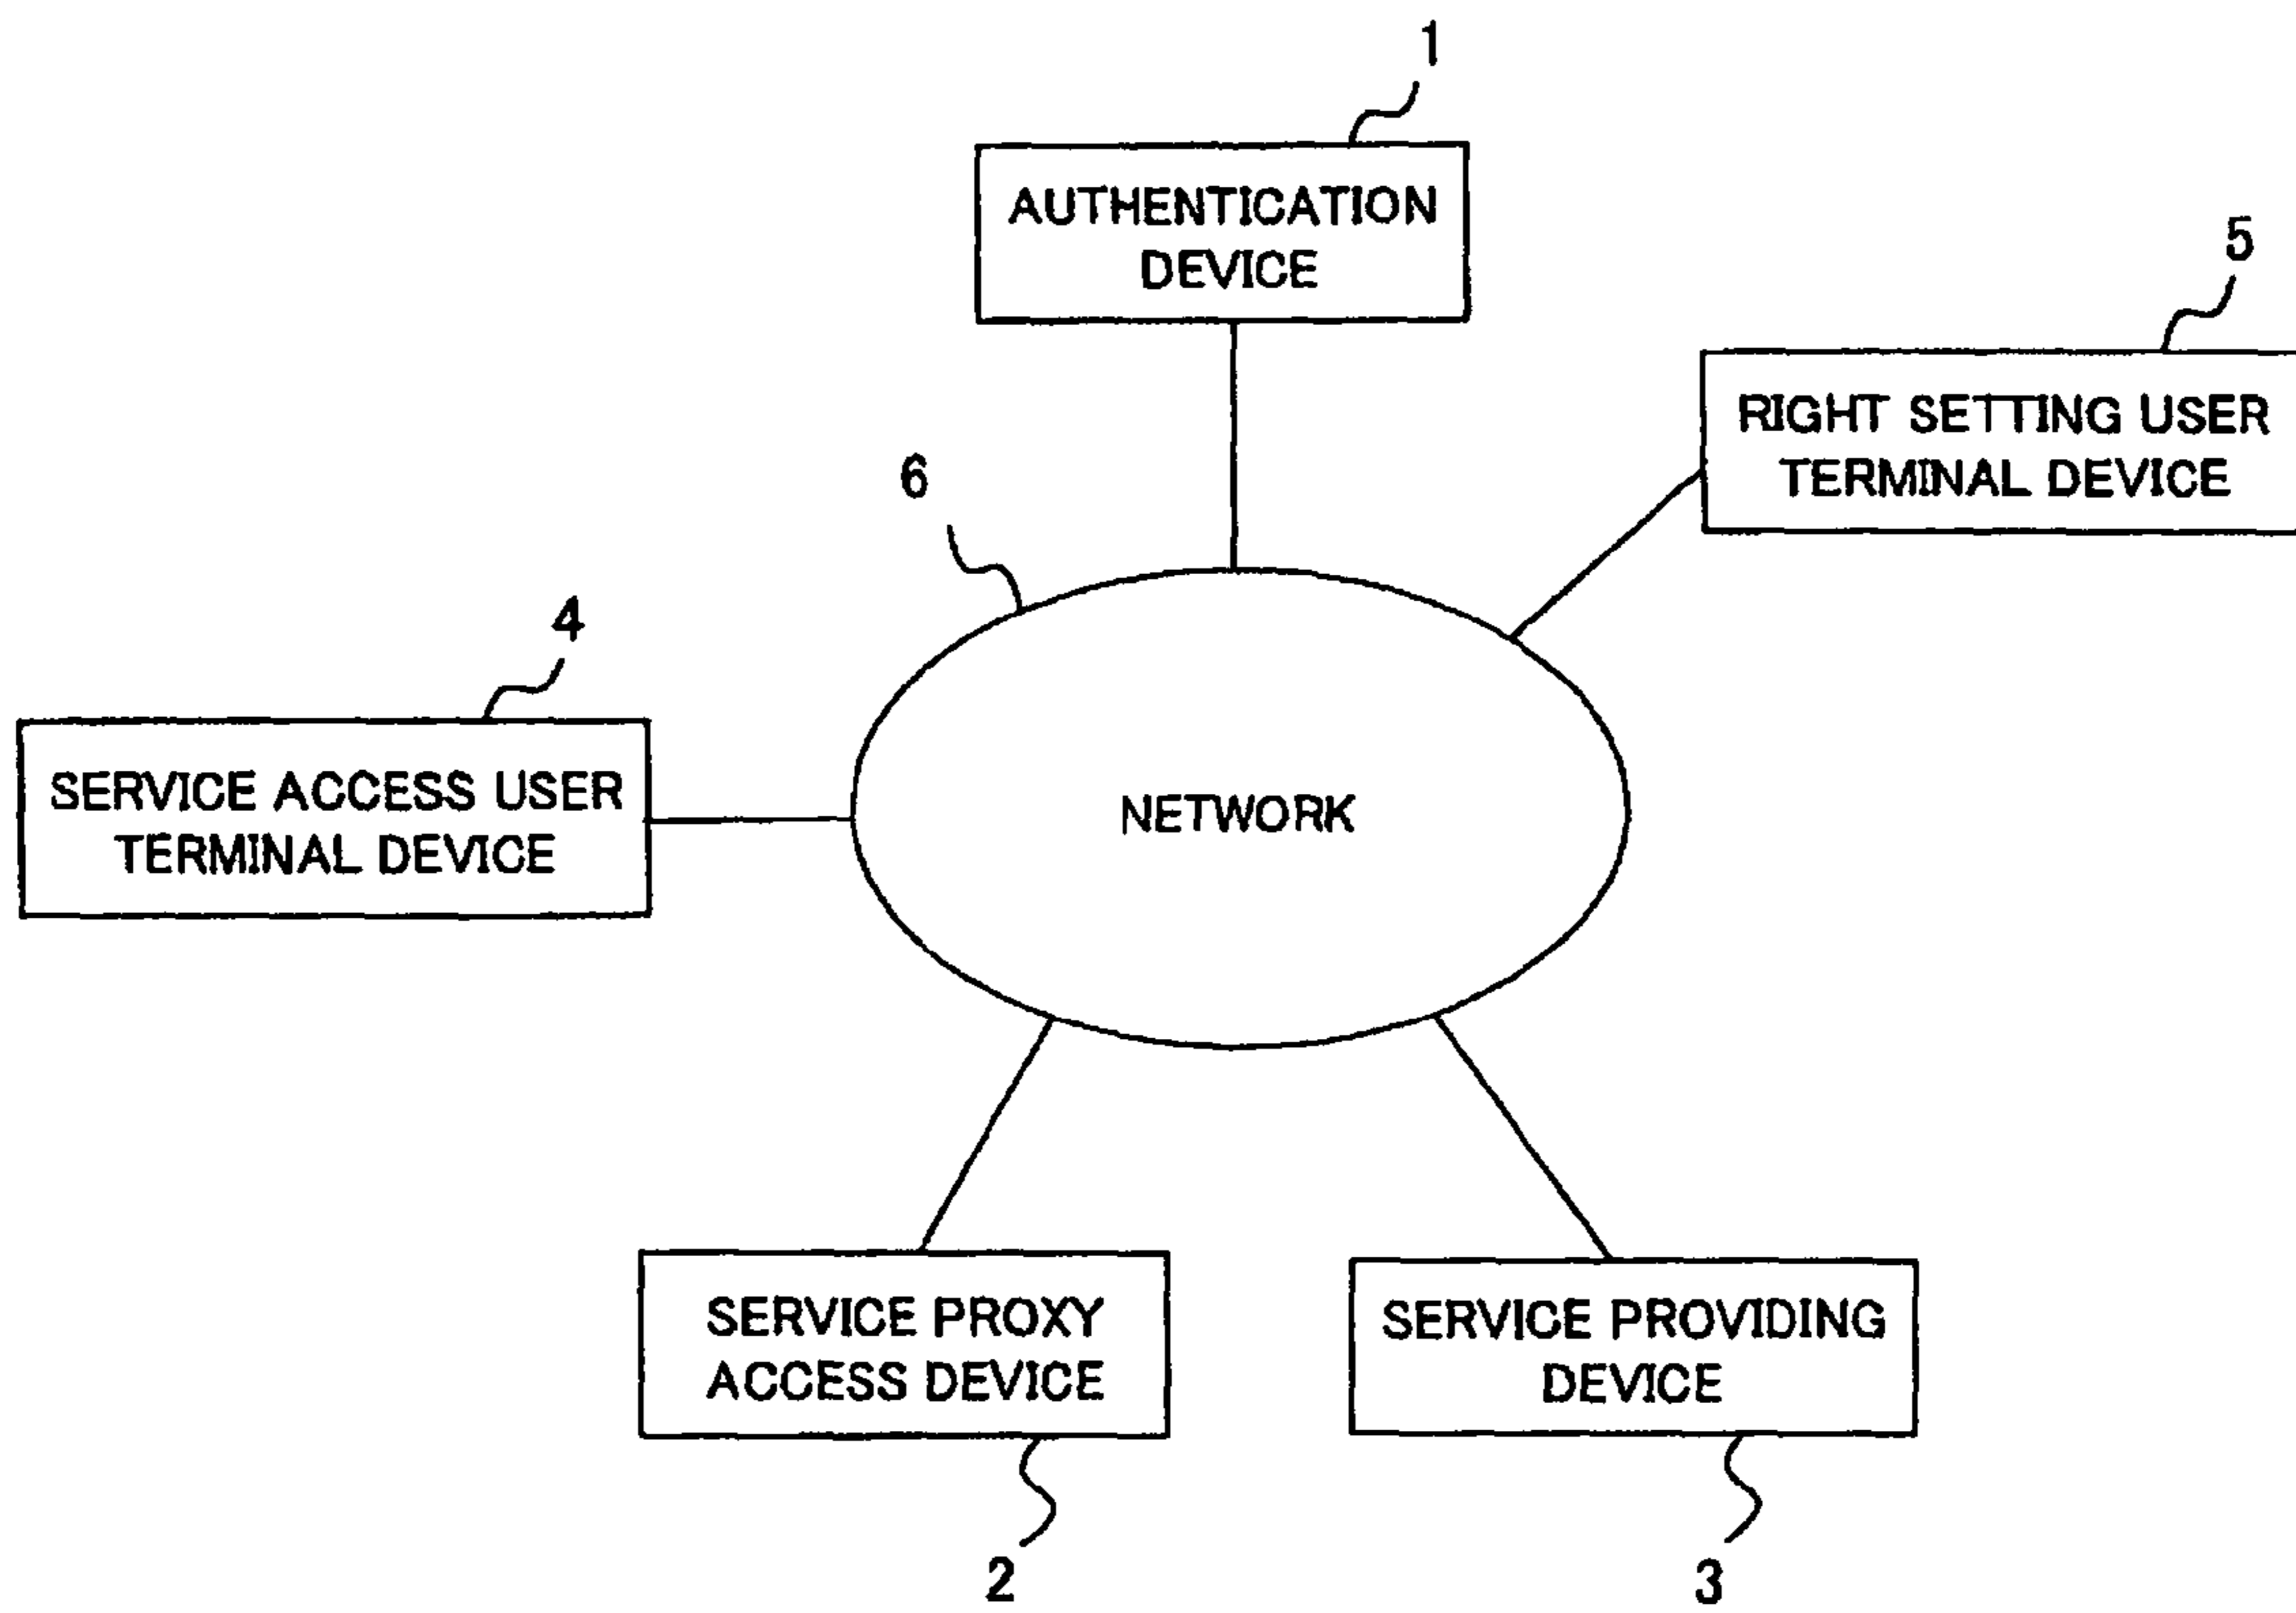 1
AUTHENTICATION
DEVICE
5
RIGHT SETTING USER
TERMINAL DEVICE
6
4
SERVICE ACCESS USER
TERMINAL DEVICE
NETWORK
SERVICE PROXY
ACCESS DEVICE
2
SERVICE PROVIDING
DEVICE
3